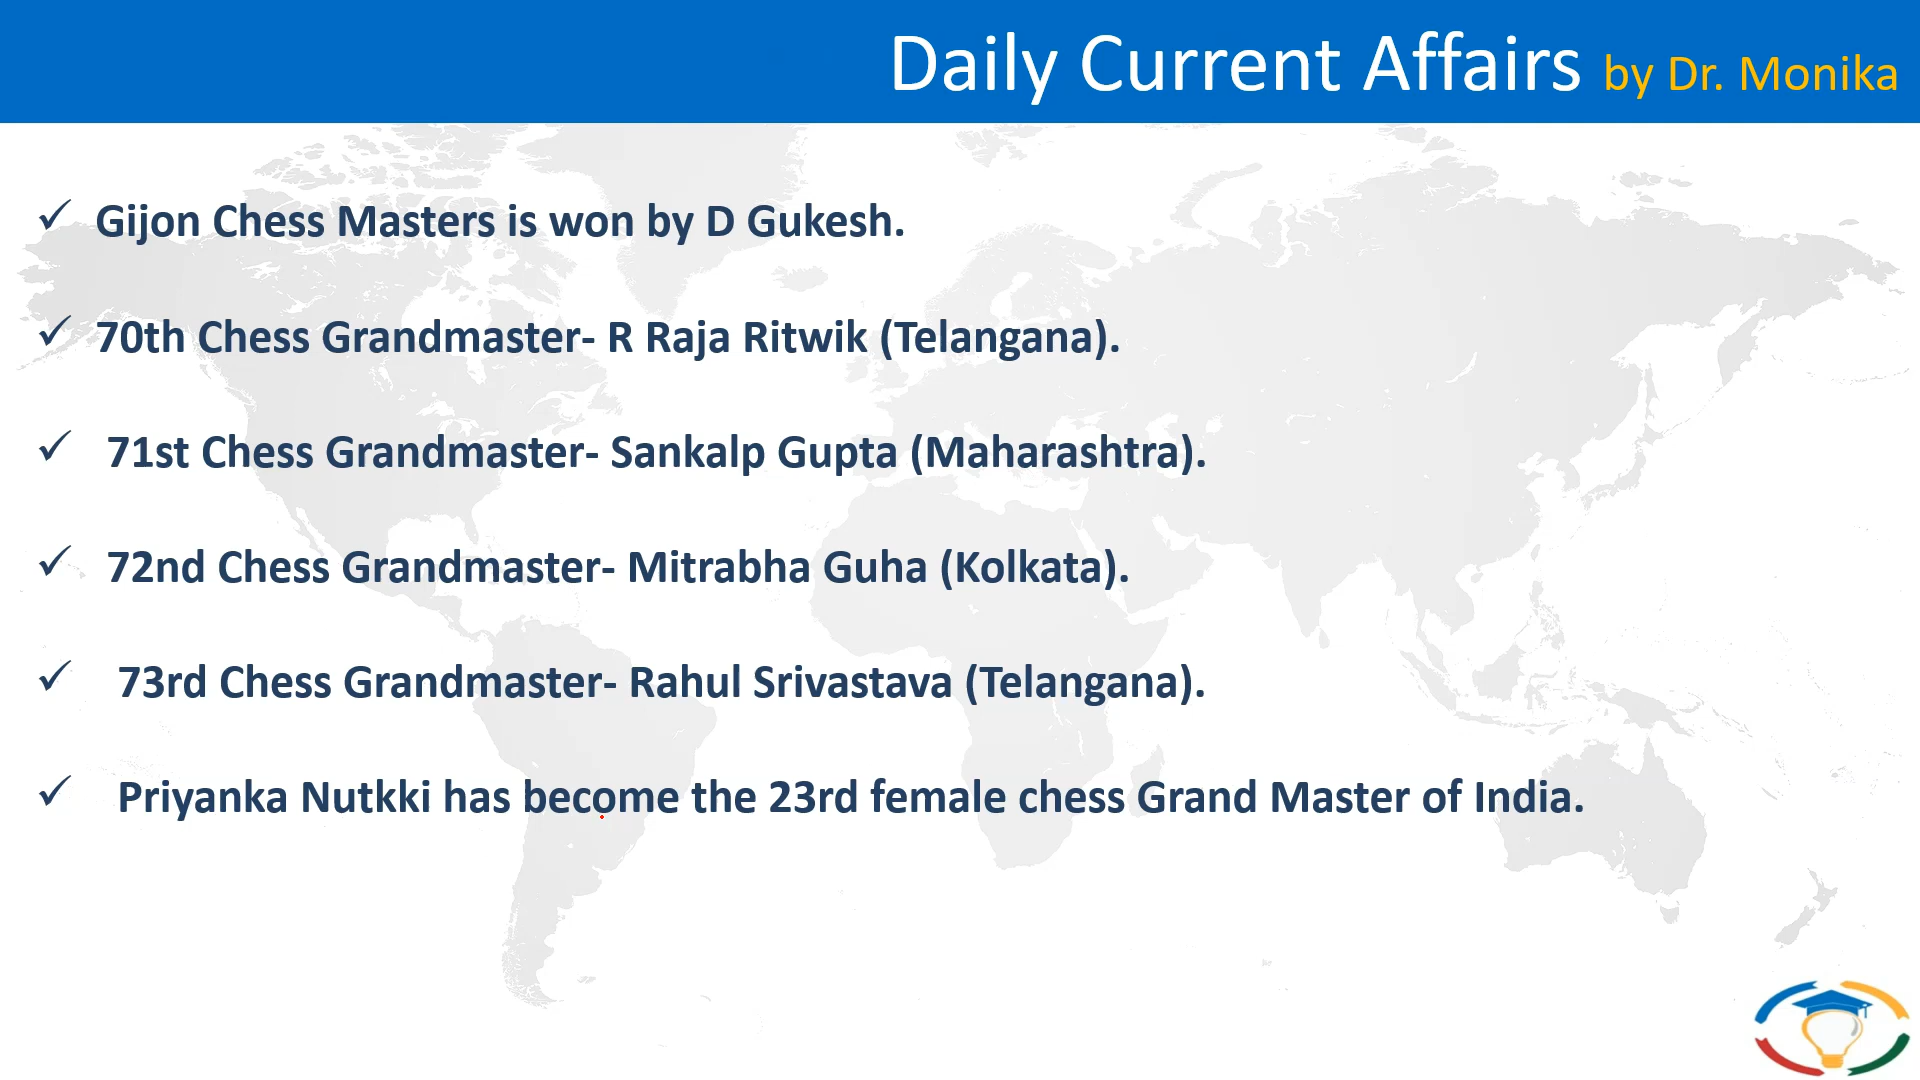 Daily Current Affairs by Dr. Monika
Gijon Chess Masters is won by D Gukesh.
70th Chess Grandmaster- R Raja Ritwik (Telangana).
71st Chess Grandmaster- Sankalp Gupta (Maharashtra).
72nd Chess Grandmaster- Mitrabha Guha (Kolkata).
73rd Chess Grandmaster- Rahul Srivastava (Telangana).
Priyanka Nutkki has become the 23rd female chess Grand Master of India.